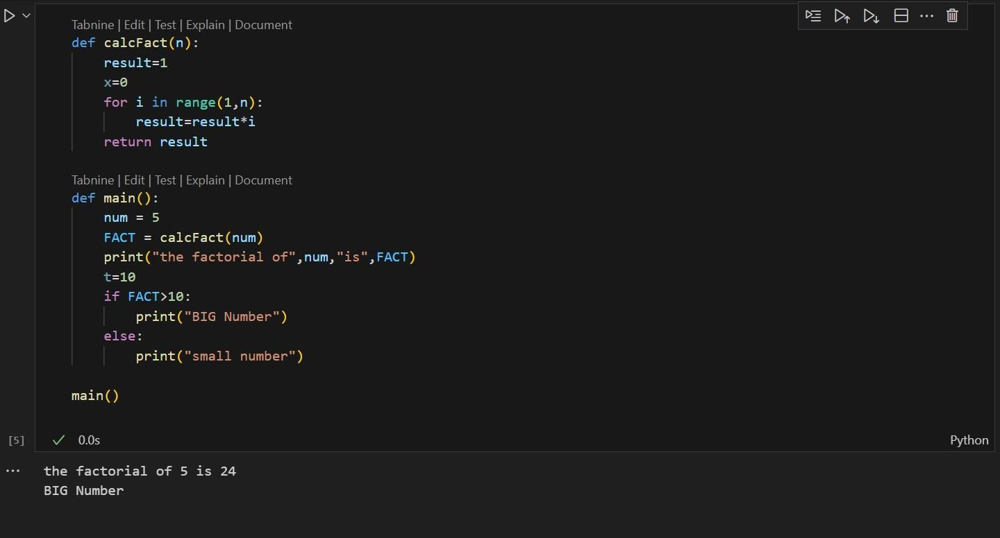 Tabnine | Edit | Test | Explain | Document
def calcFact(n):
    result=1
    x=0
    for i in range(1,n):
        result=result*i
    return result
Tabnine | Edit | Test | Explain | Document
def main():
    num = 5
    FACT = calcFact(num)
    print("the factorial of",num,"is",FACT)
    t=10
    if FACT>10:
        print("BIG Number")
    else:
        print("small number")
main()
[5] 0.0s Python
the factorial of 5 is 24
BIG Number